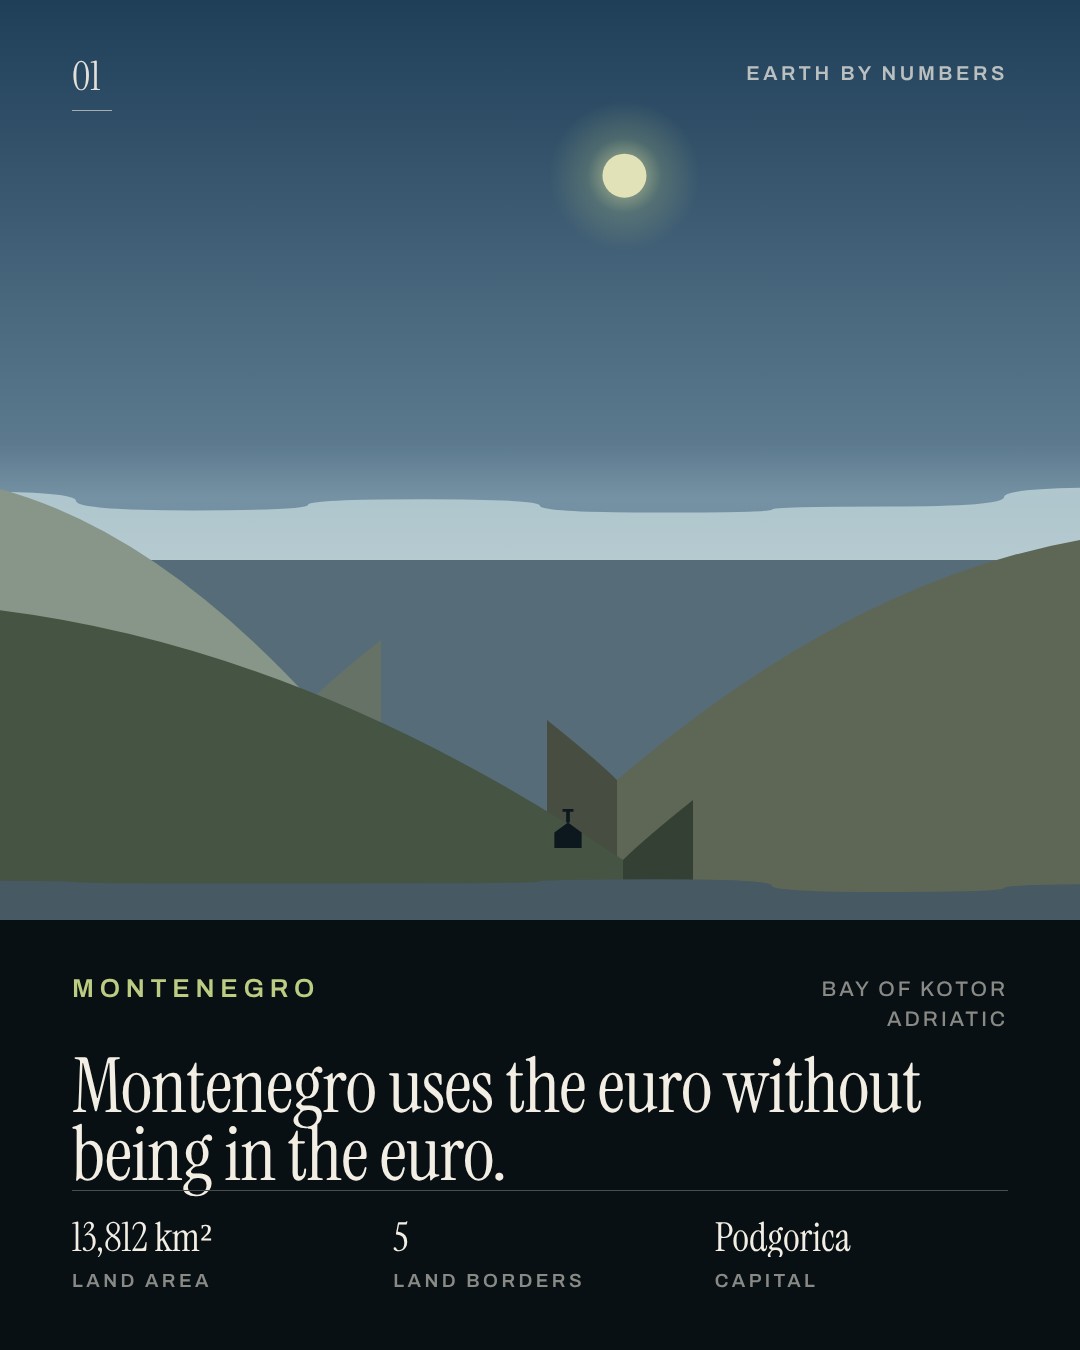 01
EARTH BY NUMBERS
MONTENEGRO
BAY OF KOTOR
ADRIATIC
Montenegro uses the euro without
being in the euro.
13,812 km²
LAND AREA
5
LAND BORDERS
Podgorica
CAPITAL